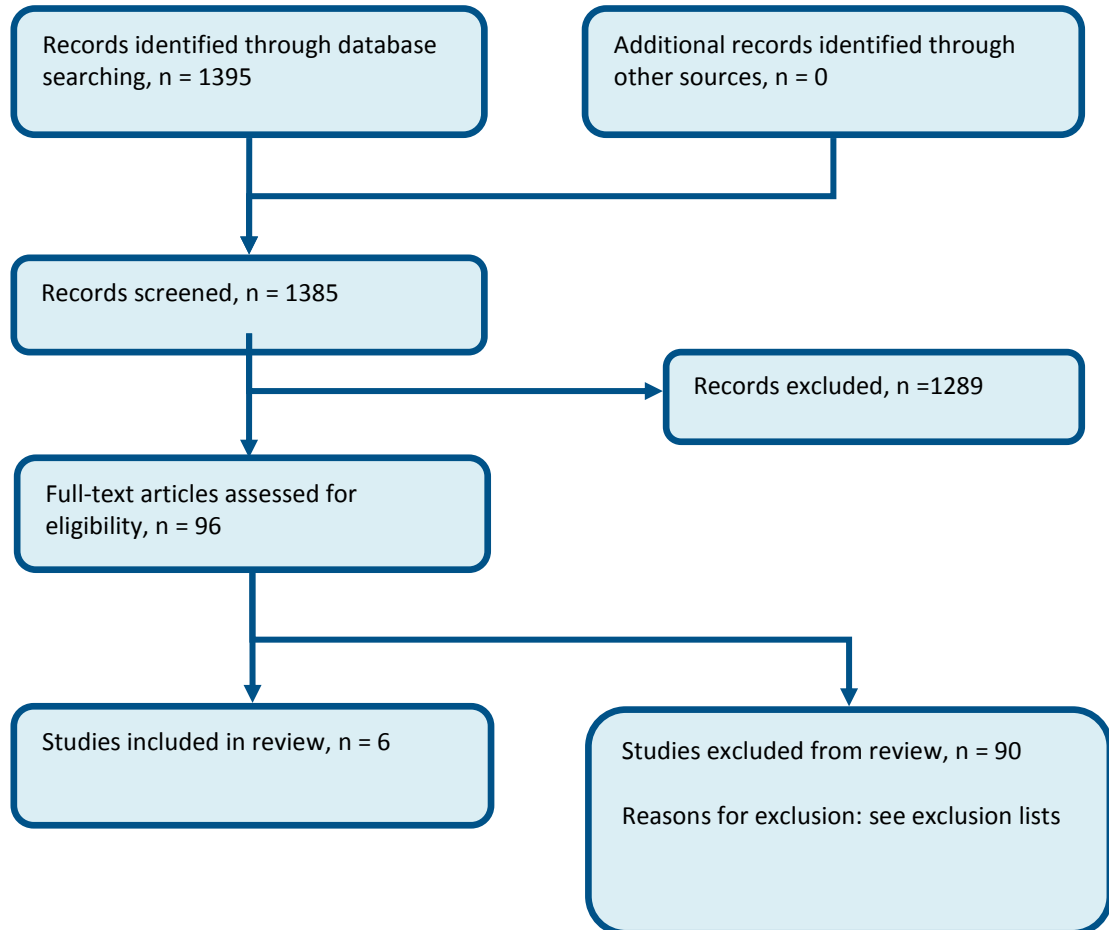 Records identified through database
searching, n = 1395
Additional records identified through
other sources, n = 0
Records screened, n = 1385
Records excluded, n =1289
Full-text articles assessed for
eligibility, n = 96
Studies included in review, n = 6
Studies excluded from review, n = 90
Reasons for exclusion: see exclusion lists